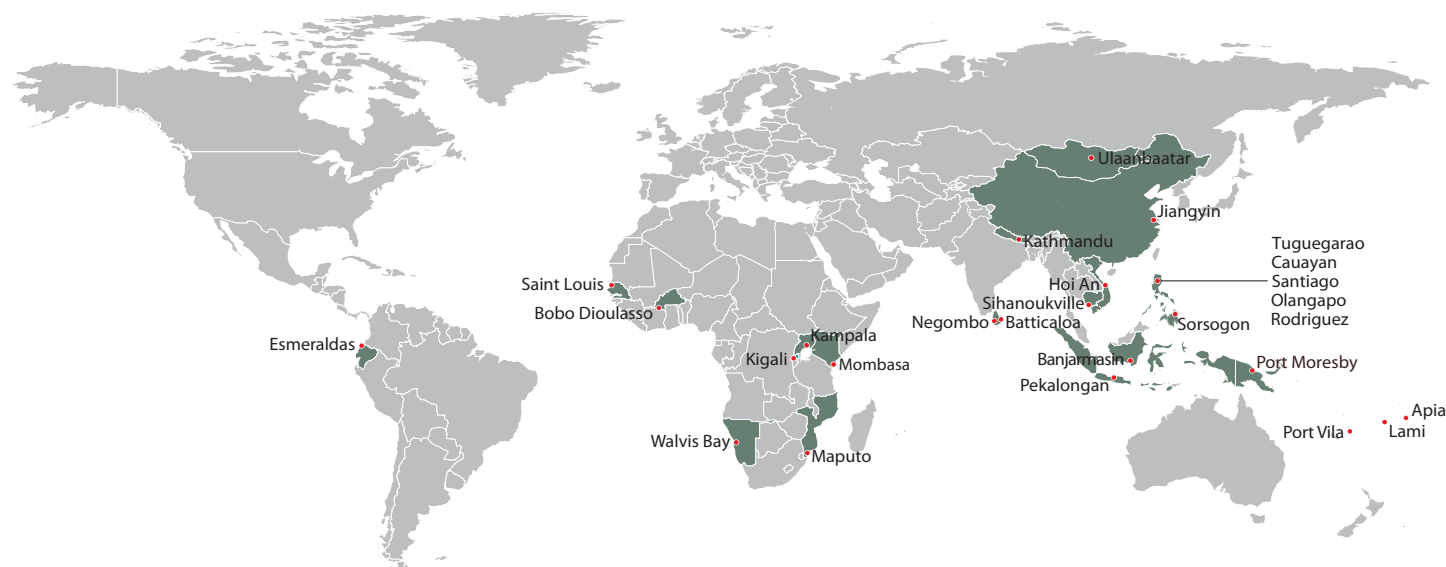 Ulaanbaatar
Jiangyin
Kathmandu
Tuguegarao
Cauayan
Santiago
Olangapo
Rodriguez
Saint Louis
Hoi An
Sihanoukville
Bobo Dioulasso
Negombo
Batticaloa
Sorsogon
Esmeraldas
Kampala
Kigali
Mombasa
Banjarmasin
Port Moresby
Pekalongan
Apia
Port Vila
Lami
Walvis Bay
Maputo